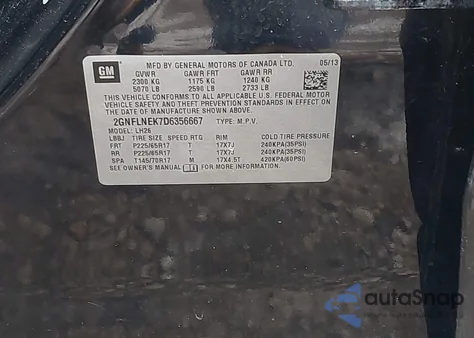 GM
MFD BY GENERAL MOTORS OF CANADA LTD. 05/13
GVWR GAWR FRT GAWR RR
2300 KG 1175 KG 1240 KG
5070 LB 2590 LB 2733 LB
THIS VEHICLE CONFORMS TO ALL APPLICABLE U.S. FEDERAL MOTOR
VEHICLE SAFETY AND THEFT PREVENTION STANDARDS IN EFFECT ON
THE DATE OF MANUFACTURE SHOWN ABOVE.
2GNFLNEK7D6356667 TYPE: M.P.V.
MODEL: LH26
LBBJ TIRE SIZE SPEED RTG RIM COLD TIRE PRESSURE
FRT P225/65R17 T 17X7J 240KPA(35PSI)
RR P225/65R17 T 17X7J 240KPA(35PSI)
SPA T145/70R17 M 17X4.5T 420KPA(60PSI)
SEE OWNER'S MANUAL FOR MORE INFORMATION.
autoSnap